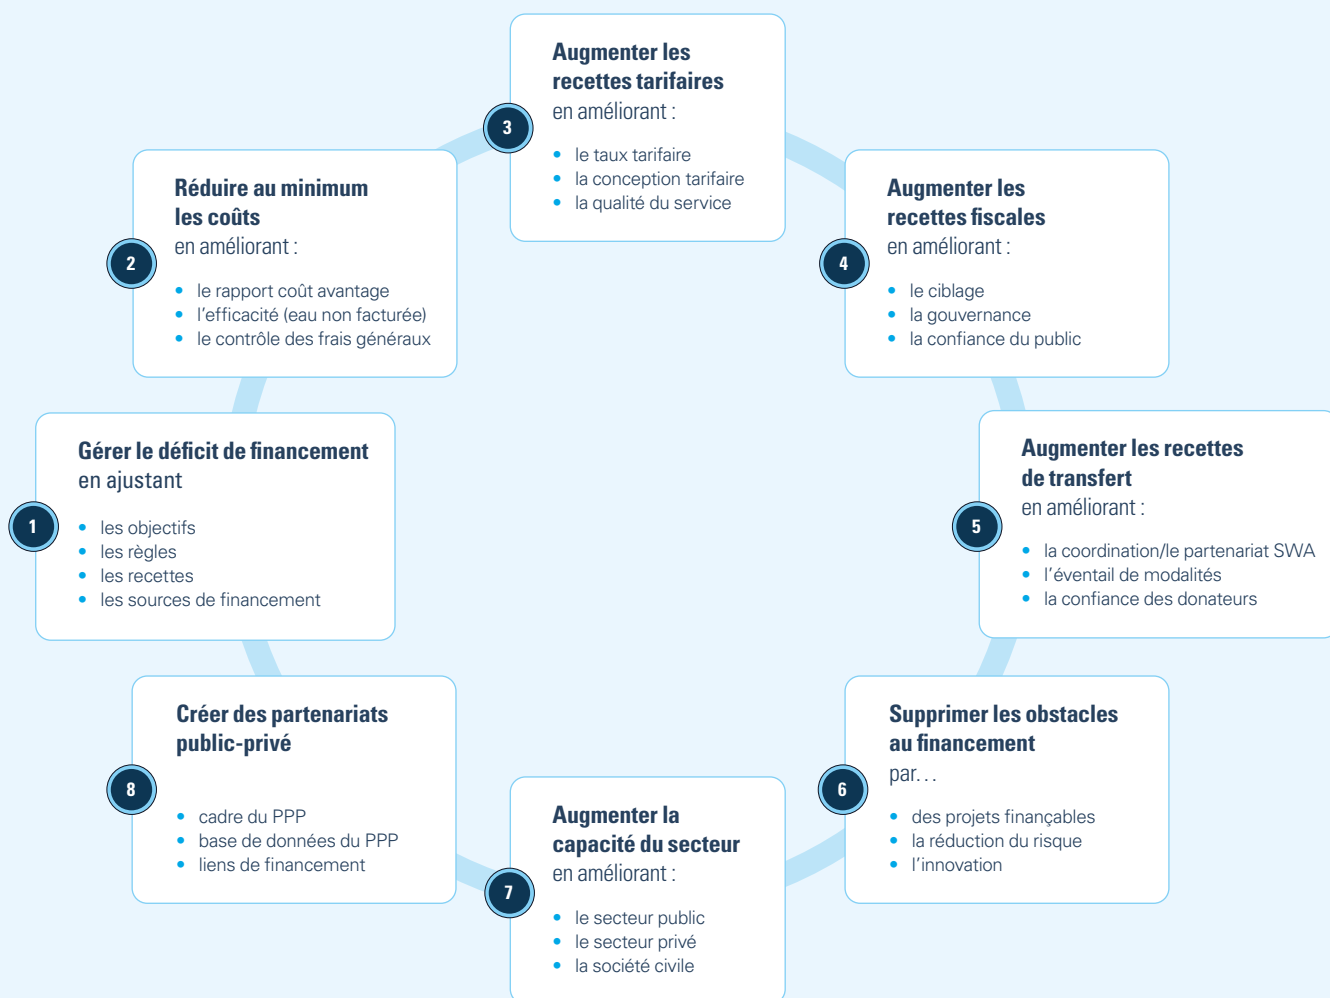 1
Gérer le déficit de financement
en ajustant
• les objectifs
• les règles
• les recettes
• les sources de financement
2
Réduire au minimum
les coûts
en améliorant :
• le rapport coût avantage
• l'efficacité (eau non facturée)
• le contrôle des frais généraux
3
Augmenter les
recettes tarifaires
en améliorant :
• le taux tarifaire
• la conception tarifaire
• la qualité du service
4
Augmenter les
recettes fiscales
en améliorant :
• le ciblage
• la gouvernance
• la confiance du public
5
Augmenter les recettes
de transfert
en améliorant :
• la coordination/le partenariat SWA
• l'éventail de modalités
• la confiance des donateurs
6
Supprimer les obstacles
au financement
par…
• des projets finançables
• la réduction du risque
• l'innovation
7
Augmenter la
capacité du secteur
en améliorant :
• le secteur public
• le secteur privé
• la société civile
8
Créer des partenariats
public-privé
• cadre du PPP
• base de données du PPP
• liens de financement